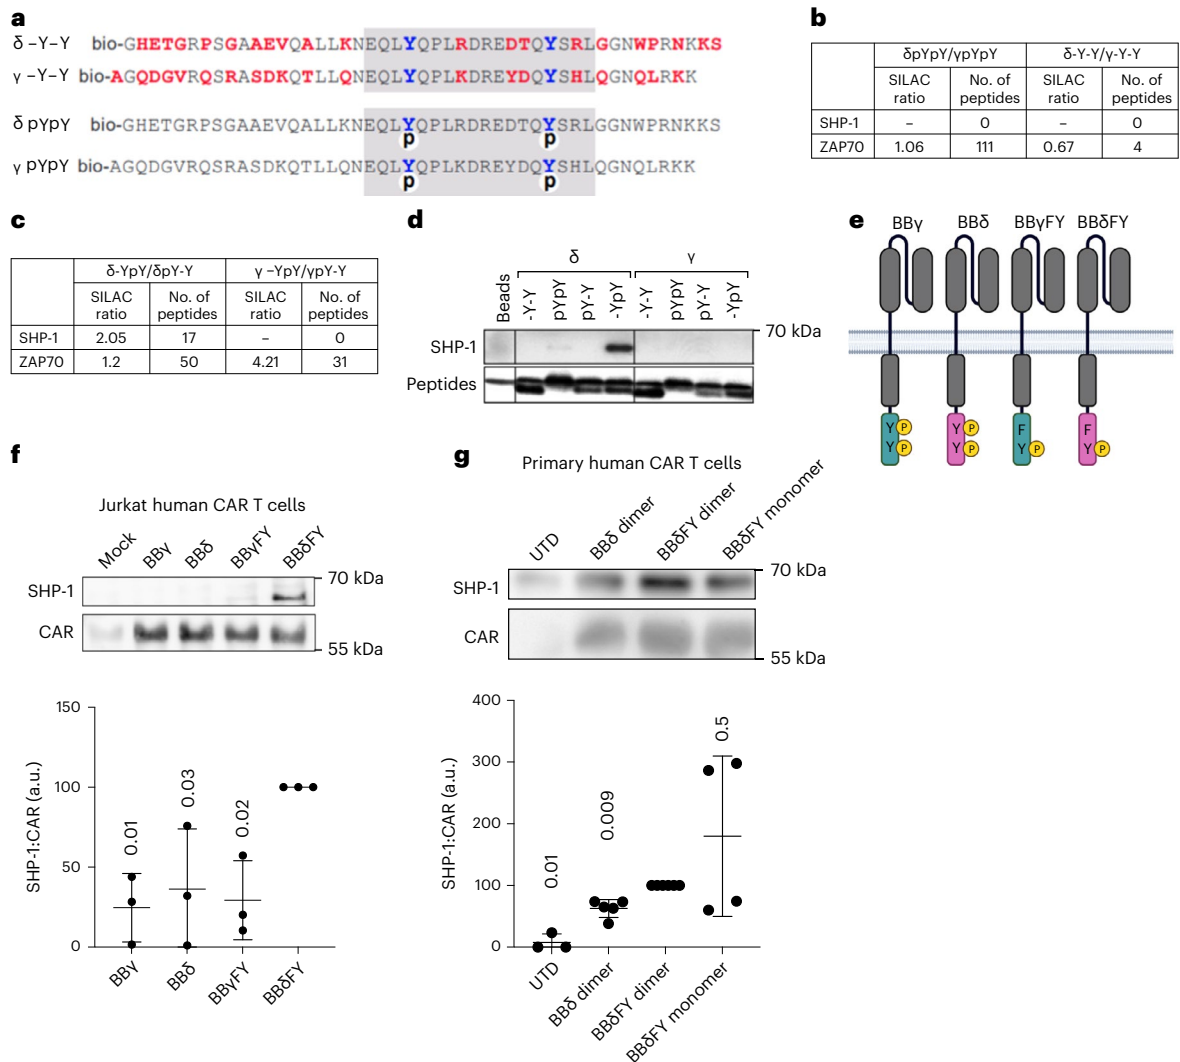 a
δ –Y–Y bio-GHETGRPSGAAEVQALLKNEQLYQPLRDREDTQYSRLGGNWPRNKKS
γ –Y–Y bio-AGQDGVRQSRASDKQTLLQNEQLYQPLKDREYDQYSHLQGNQLRKK
δ pYpY bio-GHETGRPSGAAEVQALLKNEQLYQPLRDREDTQYSRLGGNWPRNKKS
p p
γ pYpY bio-AGQDGVRQSRASDKQTLLQNEQLYQPLKDREYDQYSHLQGNQLRKK
p p
b
δpYpY/γpYpY δ-Y-Y/γ-Y-Y
SILAC ratio No. of peptides SILAC ratio No. of peptides
SHP-1 – 0 – 0
ZAP70 1.06 111 0.67 4
c
δ-YpY/δpY-Y γ –YpY/γpY-Y
SILAC ratio No. of peptides SILAC ratio No. of peptides
SHP-1 2.05 17 – 0
ZAP70 1.2 50 4.21 31
d
δ γ
Beads -Y-Y pYpY pY-Y -YpY -Y-Y pYpY pY-Y -YpY
70 kDa
SHP-1
Peptides
e
BBγ BBδ BBγFY BBδFY
Y P Y P F F
Y P Y P Y P Y P
f
Jurkat human CAR T cells
Mock BBγ BBδ BBγFY BBδFY
70 kDa
SHP-1
CAR
55 kDa
150
100
50
0
SHP-1:CAR (a.u.)
0.01 0.03 0.02
BBγ BBδ BBγFY BBδFY
g
Primary human CAR T cells
UTD BBδ dimer BBδFY dimer BBδFY monomer
70 kDa
SHP-1
CAR
55 kDa
400
300
200
100
0
SHP-1:CAR (a.u.)
0.01 0.009 0.5
UTD BBδ dimer BBδFY dimer BBδFY monomer